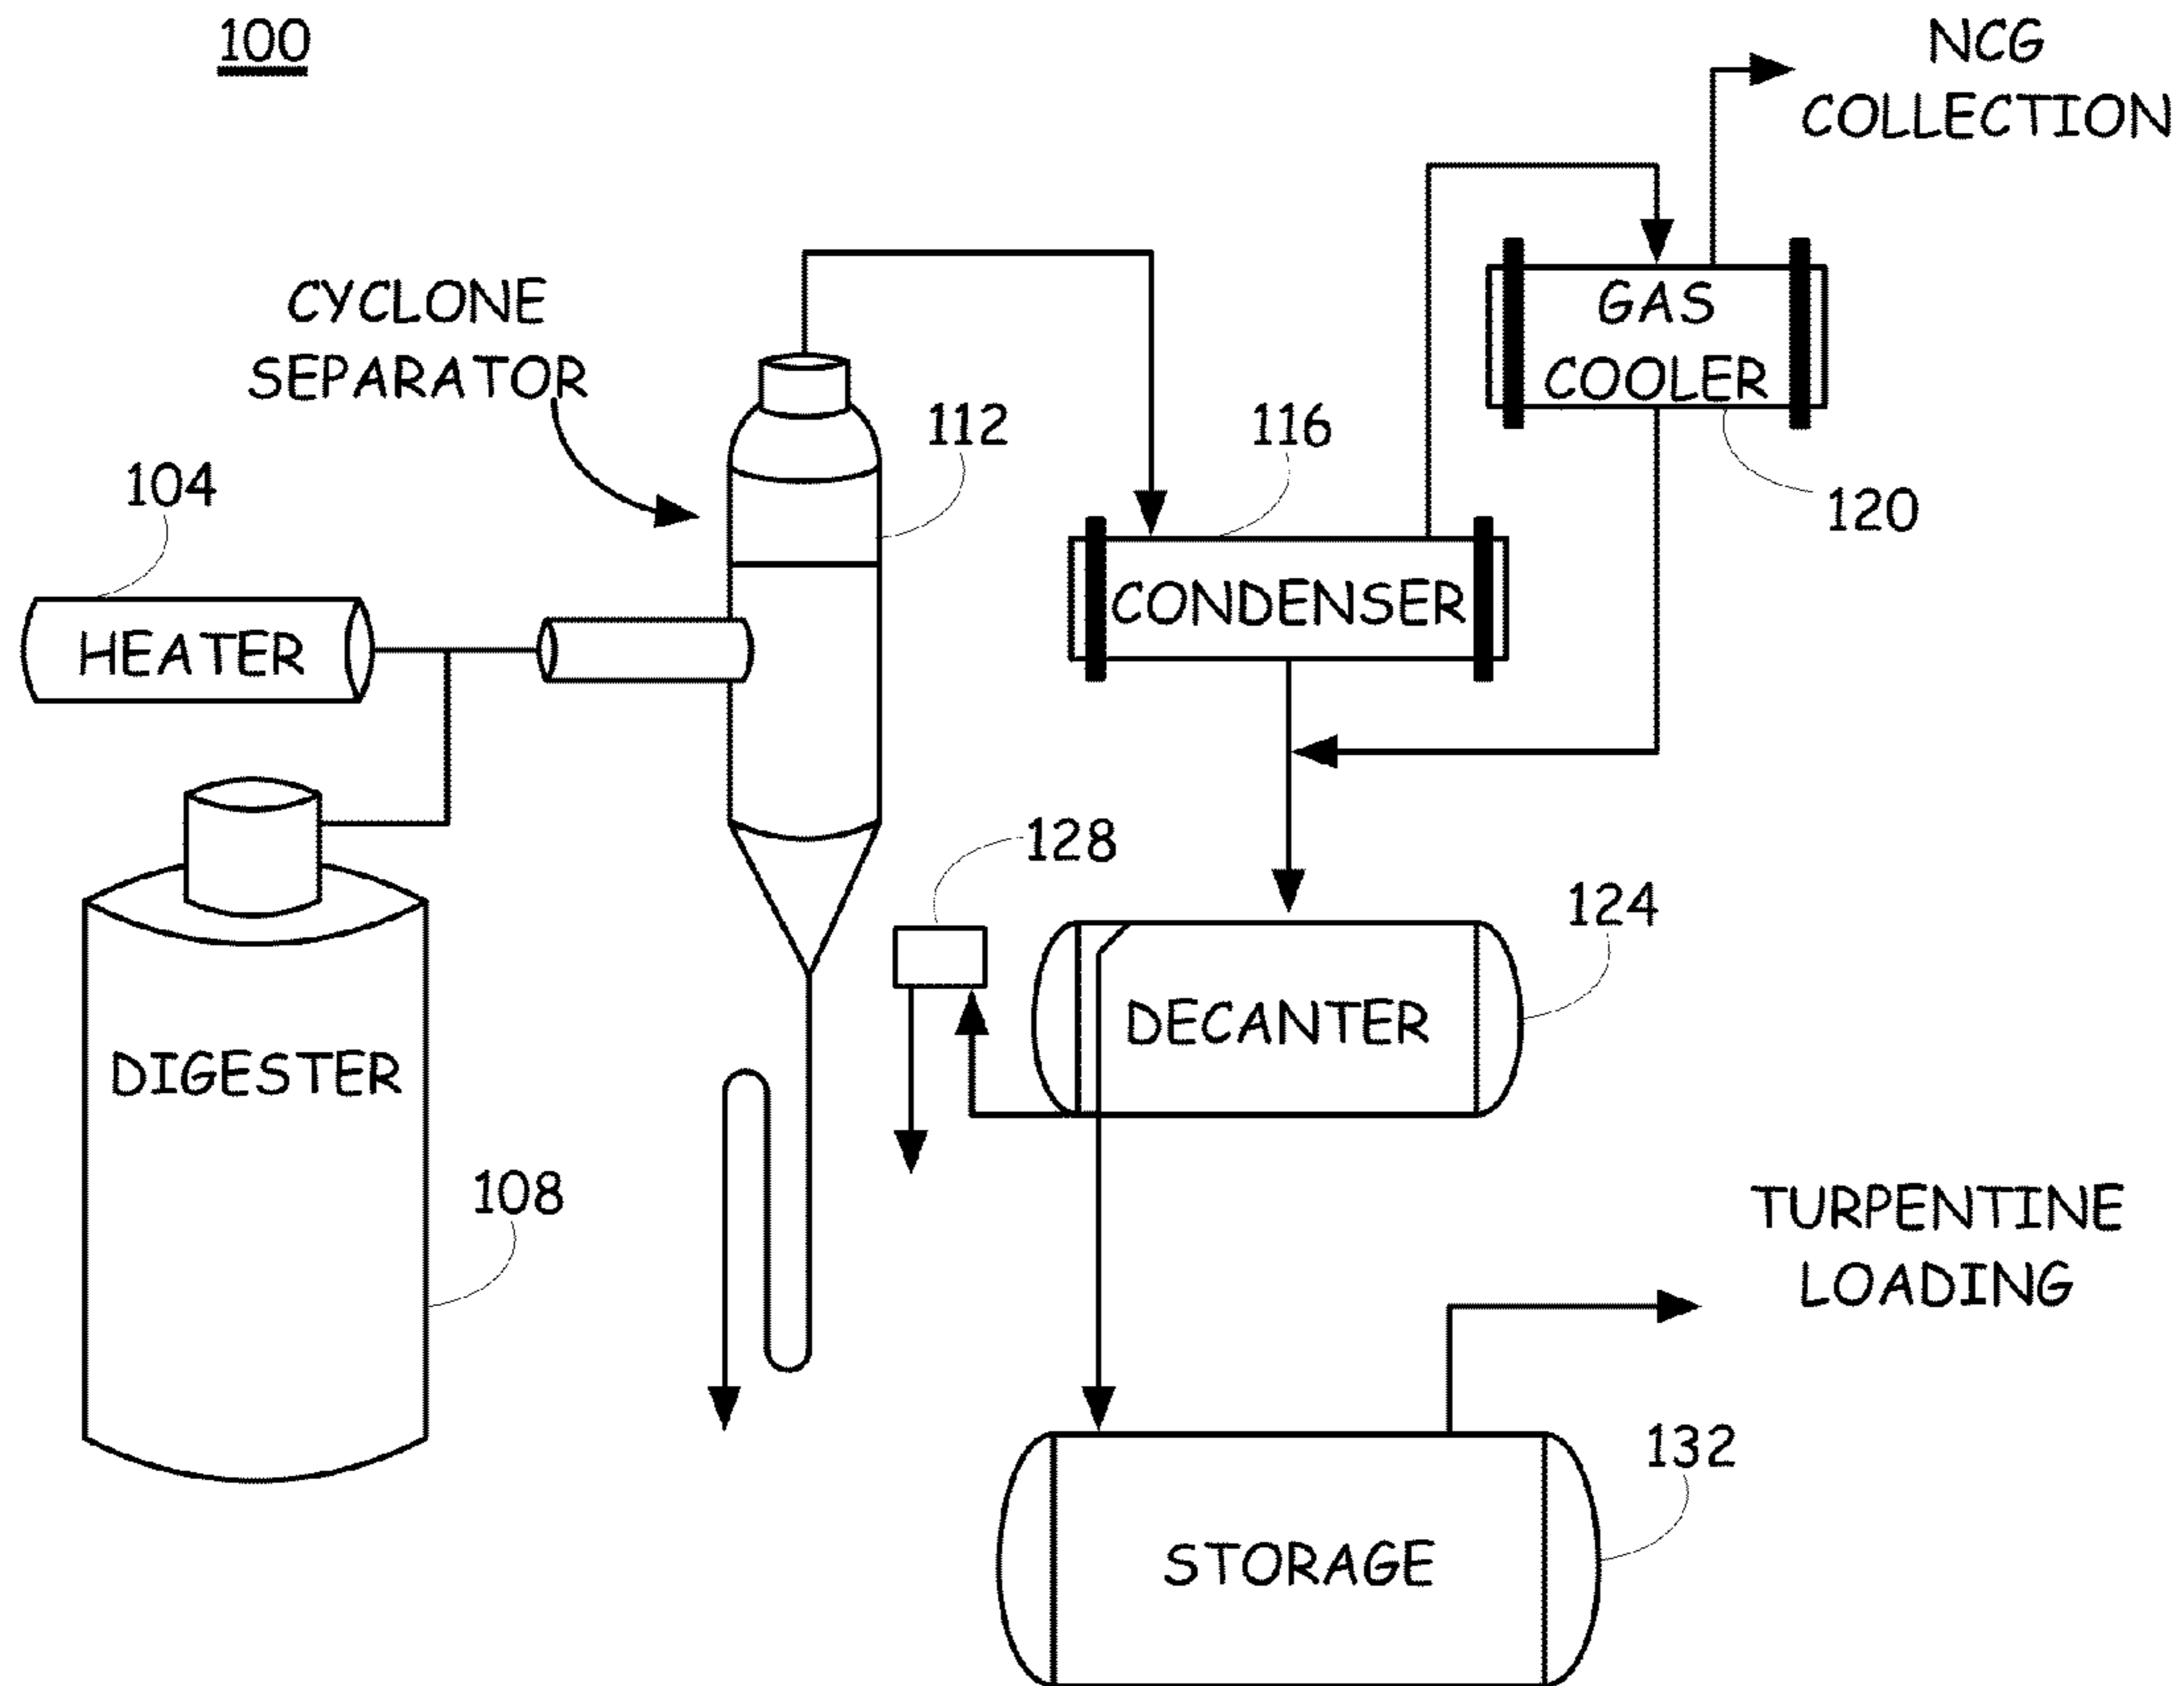 100
NCG
COLLECTION
CYCLONE
SEPARATOR
GAS
COOLER
112
116
104
120
HEATER
CONDENSER
128
124
DECANTER
DIGESTER
108
TURPENTINE
LOADING
132
STORAGE